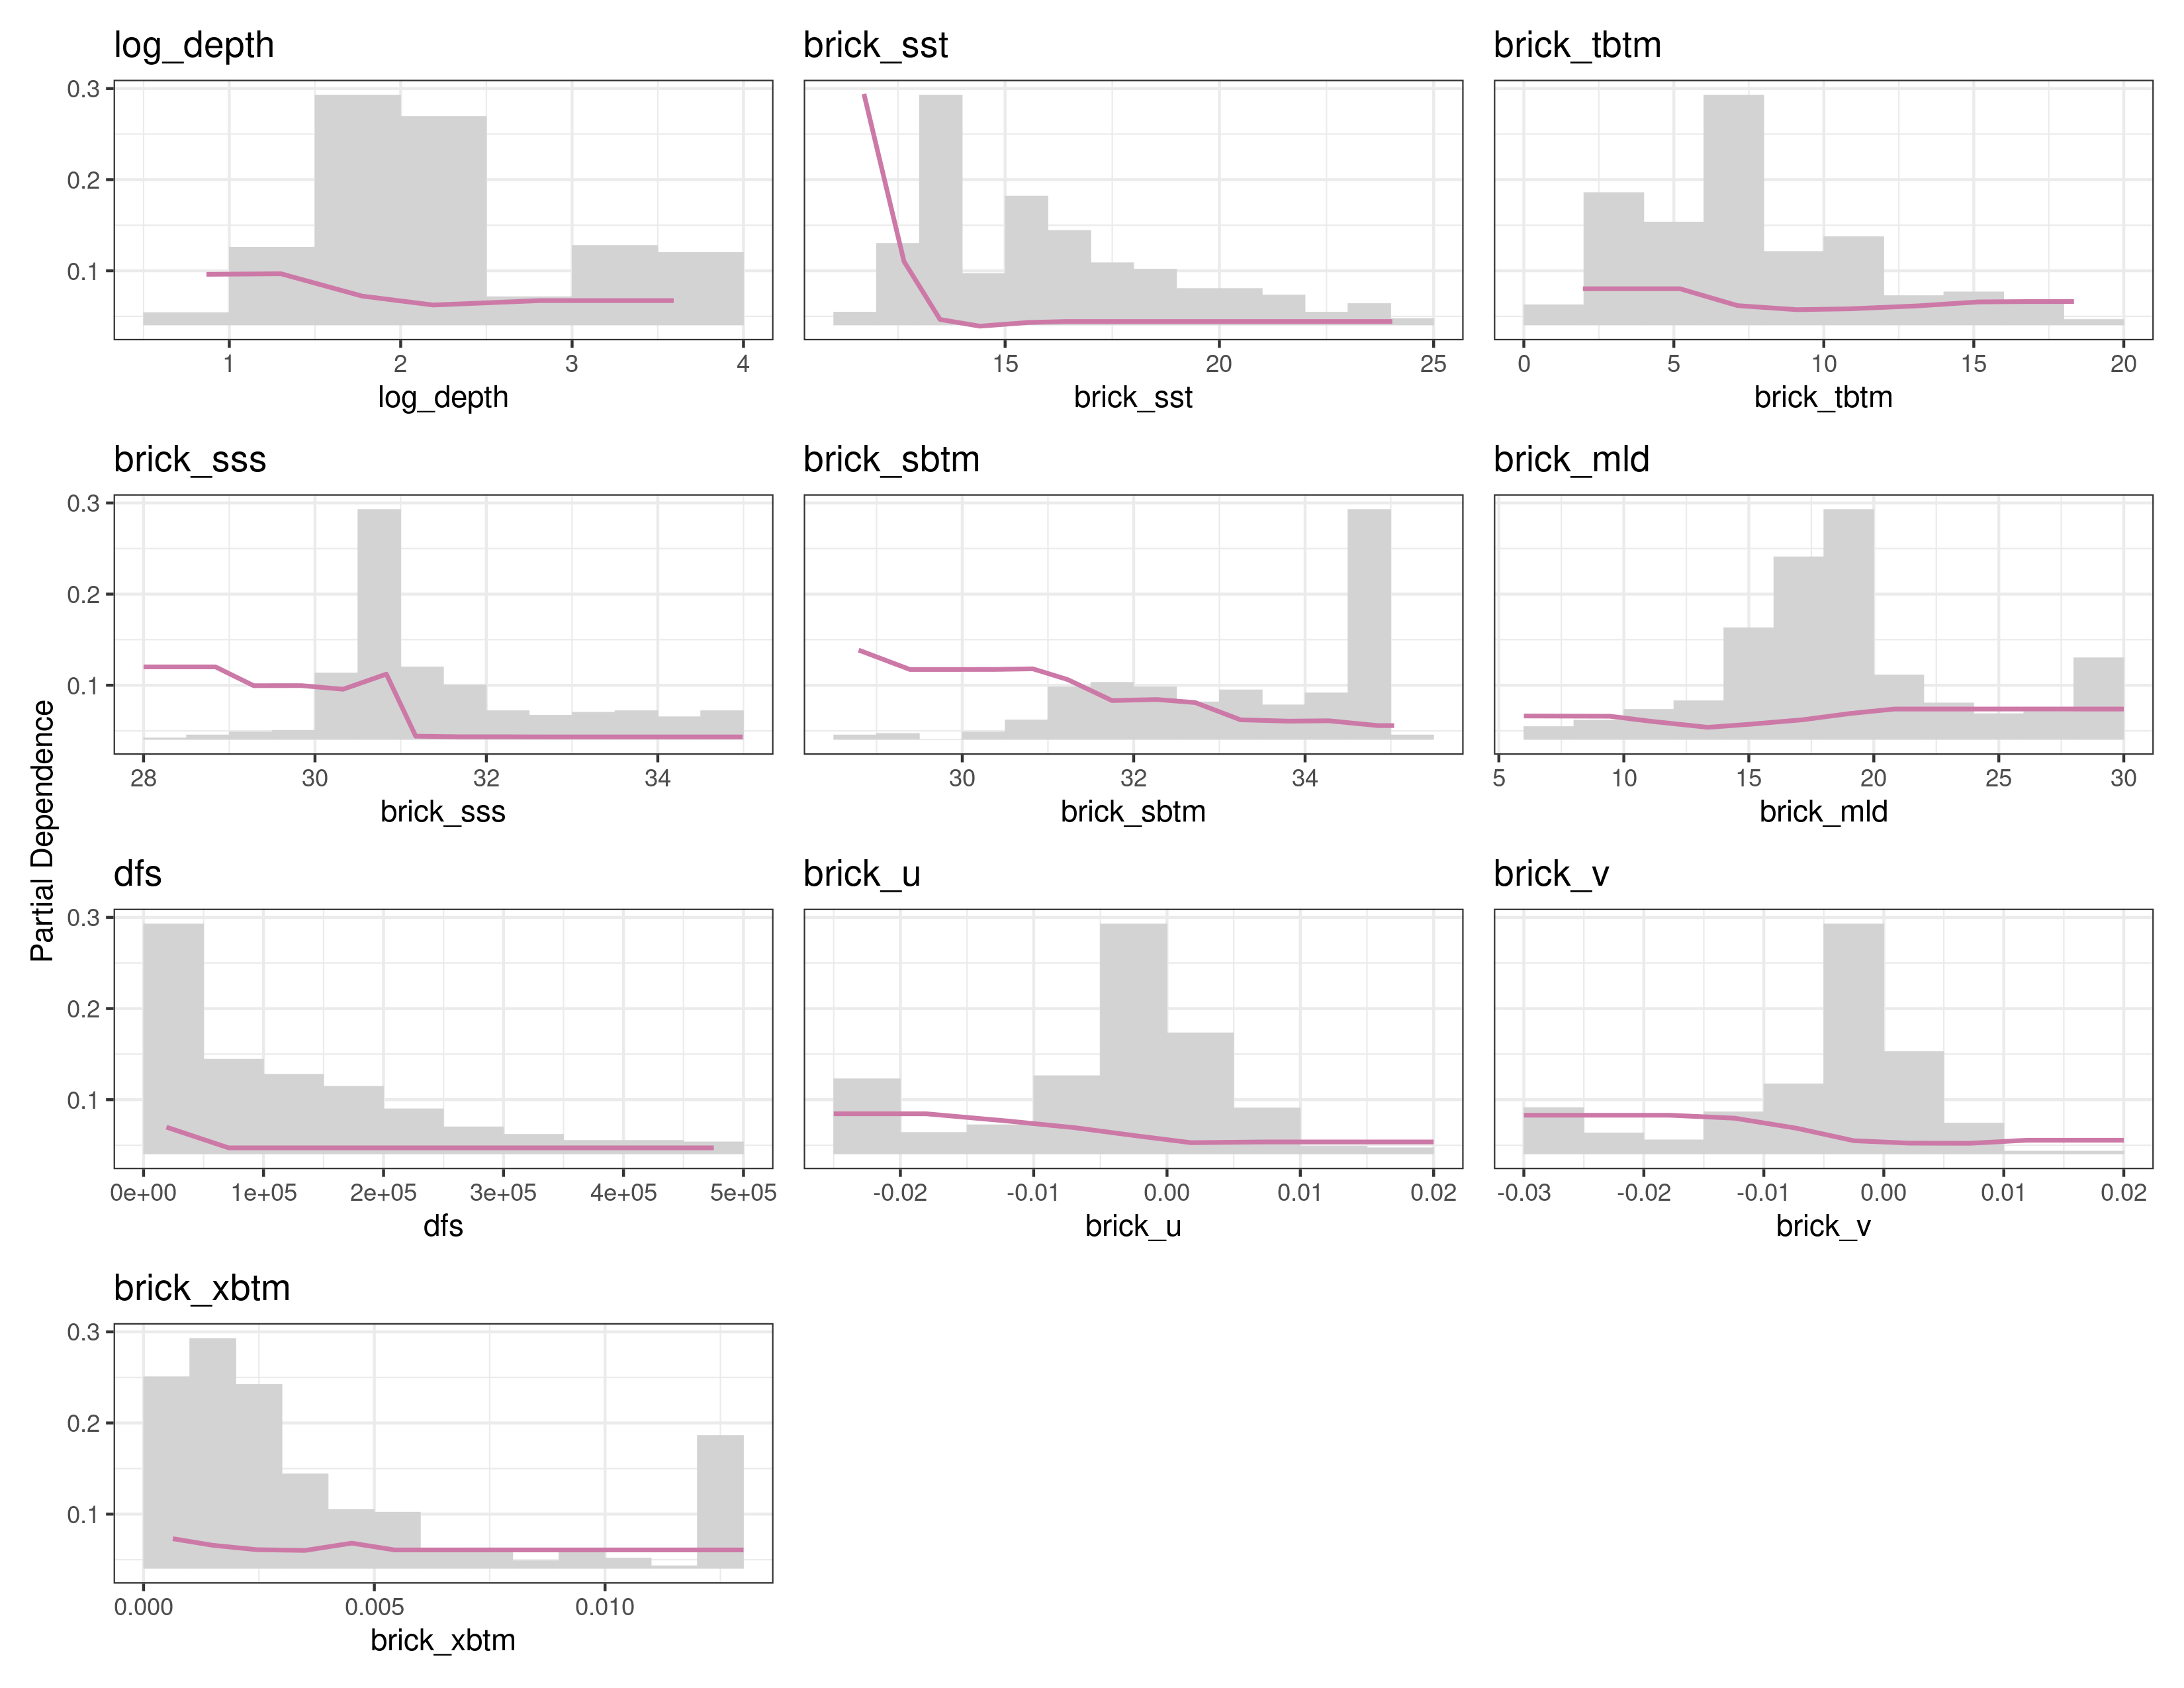 log_depth
brick_sst
brick_tbtm
0.3
0.2
0.1
1 2 3 4
15 20 25
0 5 10 15 20
log_depth
brick_sst
brick_tbtm
brick_sss
brick_sbtm
brick_mld
0.3
0.2
0.1
28 30 32 34
30 32 34
5 10 15 20 25 30
brick_sss
brick_sbtm
brick_mld
Partial Dependence
dfs
brick_u
brick_v
0.3
0.2
0.1
0e+00 1e+05 2e+05 3e+05 4e+05 5e+05
-0.02 -0.01 0.00 0.01 0.02
-0.03 -0.02 -0.01 0.00 0.01 0.02
dfs
brick_u
brick_v
brick_xbtm
0.3
0.2
0.1
0.000 0.005 0.010
brick_xbtm